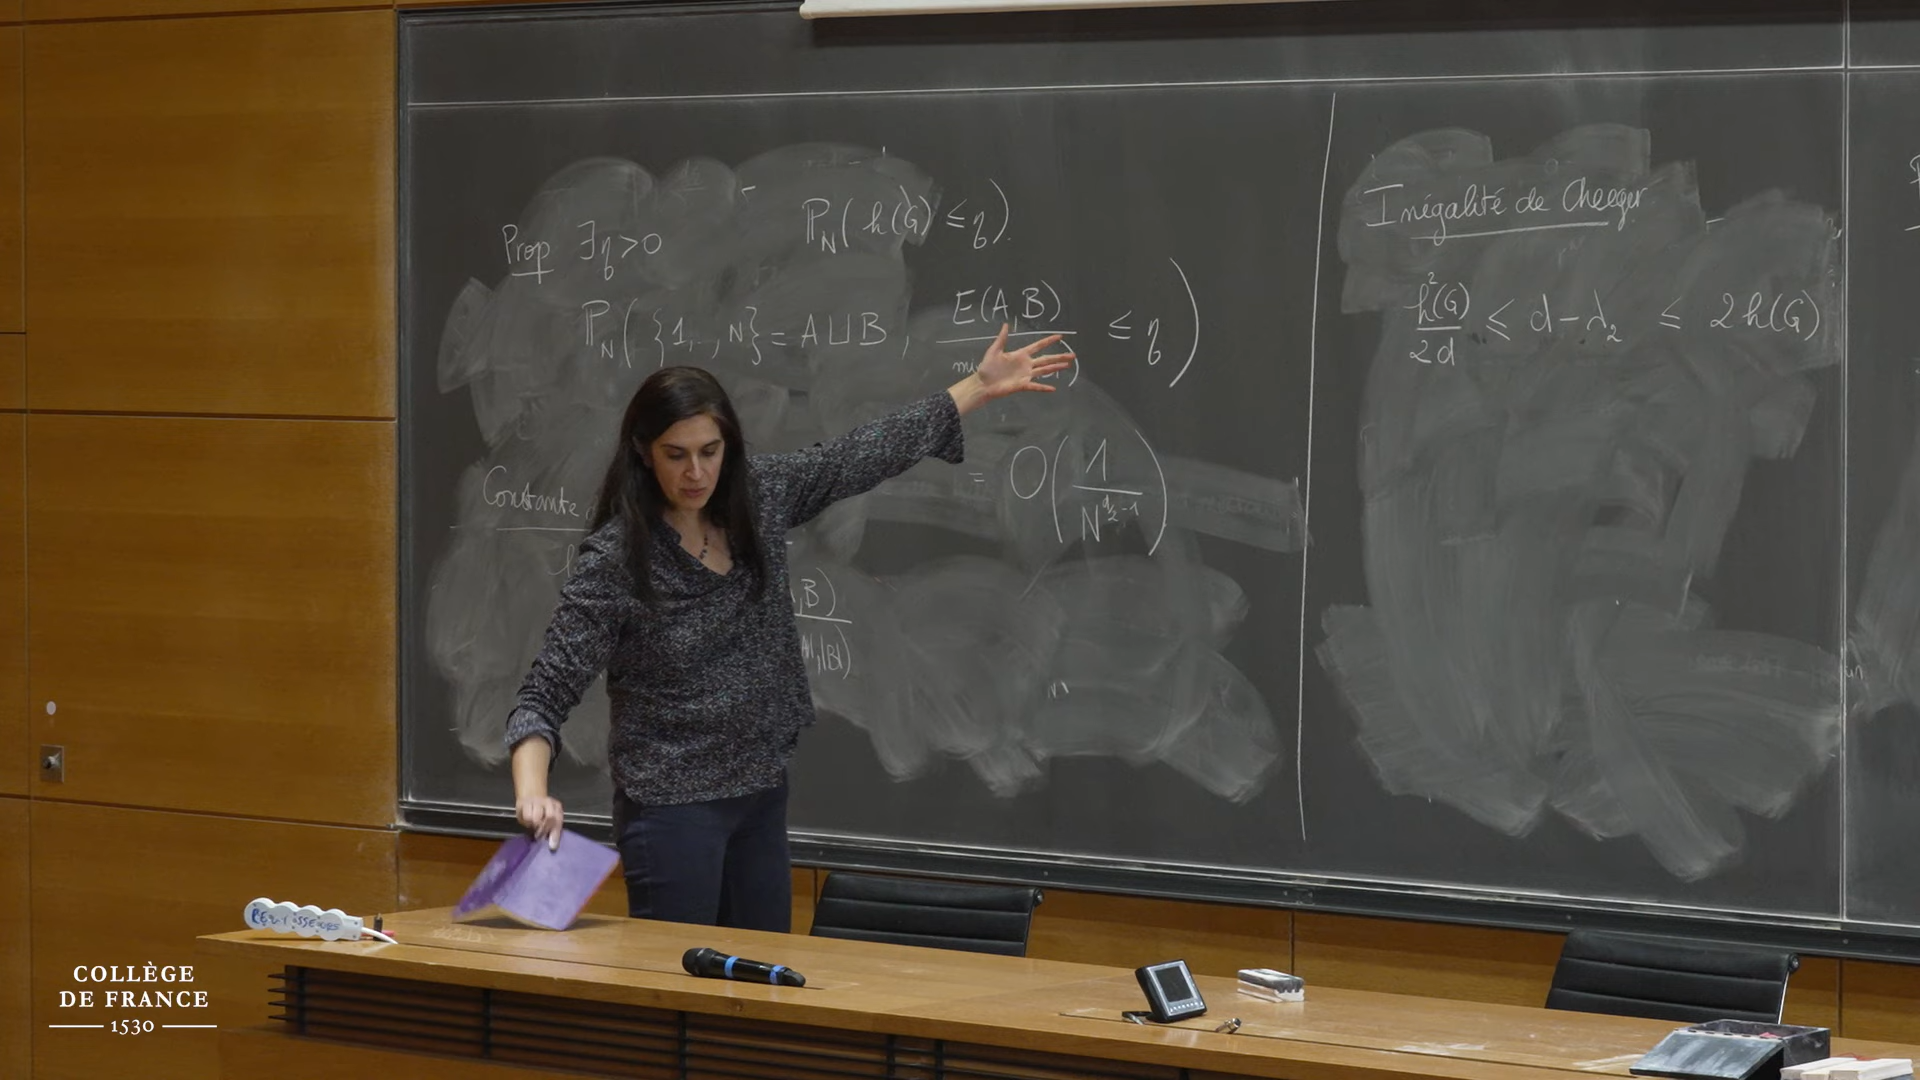 ℙ_N( h(G) ≤ η).
Prop ∃η>0
ℙ_N( {1,..,N} = A⊔B , E(A,B) / ≤ η )
= O( 1 / N^{d/2-1} )
Constante
,B)
|A|,|B|)
Inégalité de Cheeger
h²(G)/2d ≤ d-λ₂ ≤ 2h(G)
COLLÈGE
DE FRANCE
1530